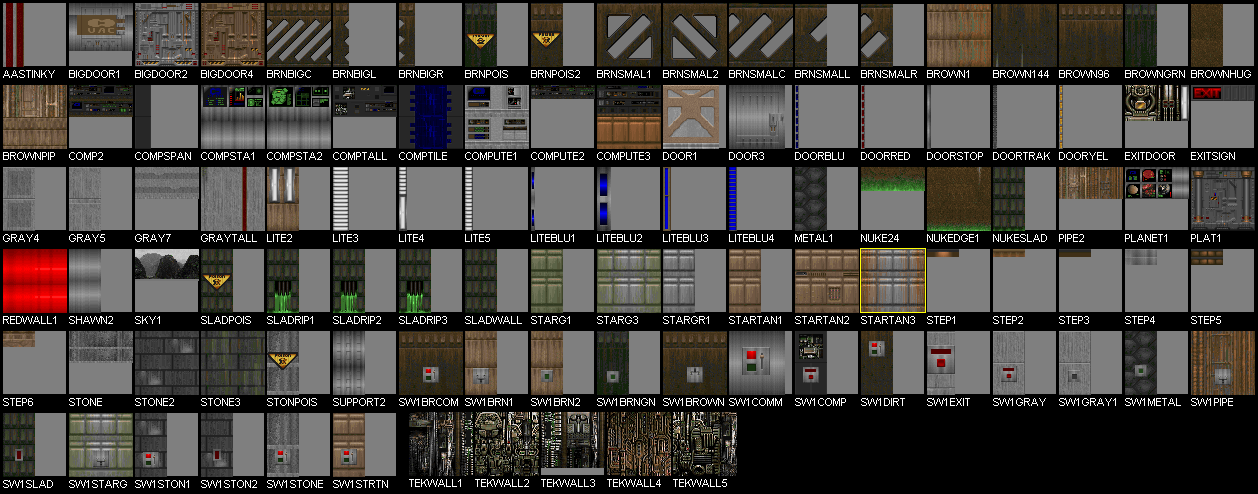 UAC
AASTINKY BIGDOOR1 BIGDOOR2 BIGDOOR4 BRNBIGC BRNBIGL BRNBIGR BRNPOIS BRNPOIS2 BRNSMAL1 BRNSMAL2 BRNSMALC BRNSMALL BRNSMALR BROWN1 BROWN144 BROWN96 BROWNGRN BROWNHUG
EXIT
BROWNPIP COMP2 COMPSPAN COMPSTA1 COMPSTA2 COMPTALL COMPTILE COMPUTE1 COMPUTE2 COMPUTE3 DOOR1 DOOR3 DOORBLU DOORRED DOORSTOP DOORTRAK DOORYEL EXITDOOR EXITSIGN
GRAY4 GRAY5 GRAY7 GRAYTALL LITE2 LITE3 LITE4 LITE5 LITEBLU1 LITEBLU2 LITEBLU3 LITEBLU4 METAL1 NUKE24 NUKEDGE1 NUKESLAD PIPE2 PLANET1 PLAT1
POISON
REDWALL1 SHAWN2 SKY1 SLADPOIS SLADRIP1 SLADRIP2 SLADRIP3 SLADWALL STARG1 STARG3 STARGR1 STARTAN1 STARTAN2 STARTAN3 STEP1 STEP2 STEP3 STEP4 STEP5
POISON
STEP6 STONE STONE2 STONE3 STONPOIS SUPPORT2 SW1BRCOM SW1BRN1 SW1BRN2 SW1BRNGN SW1BROWN SW1COMM SW1COMP SW1DIRT SW1EXIT SW1GRAY SW1GRAY1 SW1METAL SW1PIPE
SW1SLAD SW1STARG SW1STON1 SW1STON2 SW1STONE SW1STRTN TEKWALL1 TEKWALL2 TEKWALL3 TEKWALL4 TEKWALL5